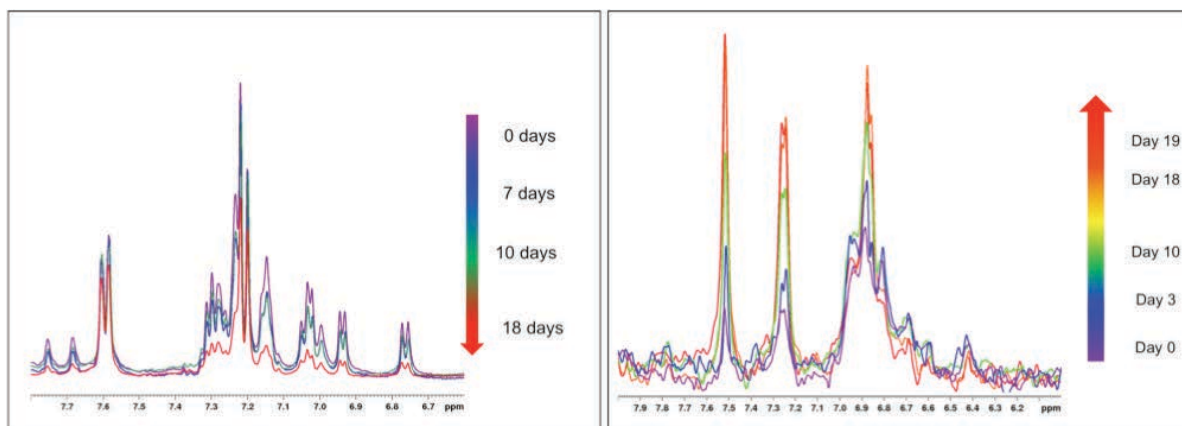 0 days
7 days
10 days
18 days
7.7 7.6 7.5 7.4 7.3 7.2 7.1 7.0 6.9 6.8 6.7 ppm
Day 19
Day 18
Day 10
Day 3
Day 0
7.9 7.8 7.7 7.6 7.5 7.4 7.3 7.2 7.1 7.0 6.9 6.8 6.7 6.6 6.5 6.4 6.3 6.2 ppm